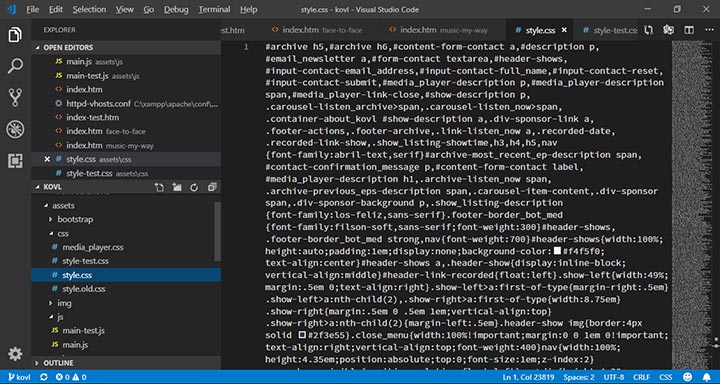 File Edit Selection View Go Debug Terminal Help style.css - kovl - Visual Studio Code
EXPLORER
OPEN EDITORS
JS main.js assets\js
JS main-test.js assets\js
<> index.htm
httpd-vhosts.conf C:\xampp\apache\conf\...
<> index-test.htm
<> index.htm face-to-face
<> index.htm music-my-way
× # style.css assets\css
# style-test.css assets\css
KOVL
assets
bootstrap
css
# media_player.css
# style-test.css
# style.css
# style.old.css
img
js
JS main-test.js
JS main.js
OUTLINE
est.htm <> index.htm face-to-face <> index.htm music-my-way # style.css × # style-test.css
1 #archive h5,#archive h6,#content-form-contact a,#description p,
#email_newsletter a,#form-contact textarea,#header-shows,
#input-contact-email_address,#input-contact-full_name,#input-contact-reset,
#input-contact-submit,#media_player-description p,#media_player-description
span,#media_player-link-close,#show_description p,
.carousel-listen_archive>span,.carousel-listen_now>span,
.container-about_kovl #show-description a,.div-sponsor-link a,
.footer-actions,.footer-archive,.link-listen_now a,.recorded-date,
.recorded-link-show,.show_listing-showtime,h3,h4,h5,nav
{font-family:abril-text,serif}#archive-most_recent_ep-description span,
#contact-confirmation_message p,#content-form-contact label,
#media_player-description h1,.archive-listen_now span,
.archive-previous_eps-description span,.carousel-item-content,.div-sponsor
span,.div-sponsor-background p,.show_listing-description
{font-family:los-feliz,sans-serif}.footer-border_bot_med
{font-family:filson-soft,sans-serif;font-weight:300}#header-shows,
.footer-border_bot_med strong,nav{font-weight:700}#header-shows{width:100%;
height:auto;padding:1em;display:none;background-color:#f4f5f0;
text-align:center}#header-shows a,.header-show{display:inline-block;
vertical-align:middle}#header-link-recorded{float:left}.show-left{width:49%;
margin:.5em 0;text-align:right}.show-left>a:first-of-type{margin-right:.5em}
.show-left>a:nth-child(2),.show-right>a:first-of-type{width:8.75em}
.show-right{margin:.5em 0 .5em 1em;vertical-align:top}
.show-right>a:nth-child(2){margin-left:.5em}.header-show img{border:4px
solid #2f3e55}.close_menu{width:100%!important;margin:0 0 1em 0!important;
text-align:right;vertical-align:top;font-weight:400}nav{width:100%;
height:4.35em;position:absolute;top:0;font-size:1em;z-index:2}
kovl 0 0 Ln 1, Col 23819 Spaces: 2 UTF-8 CRLF CSS